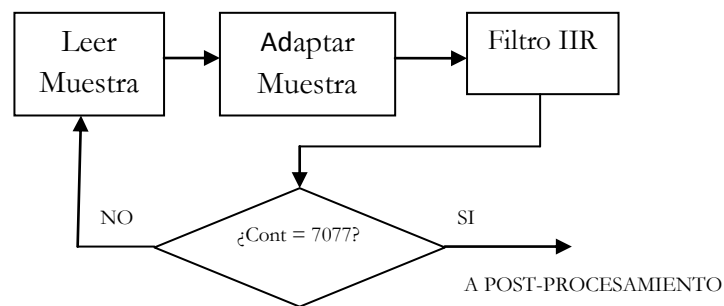 Leer
Muestra
Adaptar
Muestra
Filtro IIR
¿Cont = 7077?
NO
SI
A POST-PROCESAMIENTO